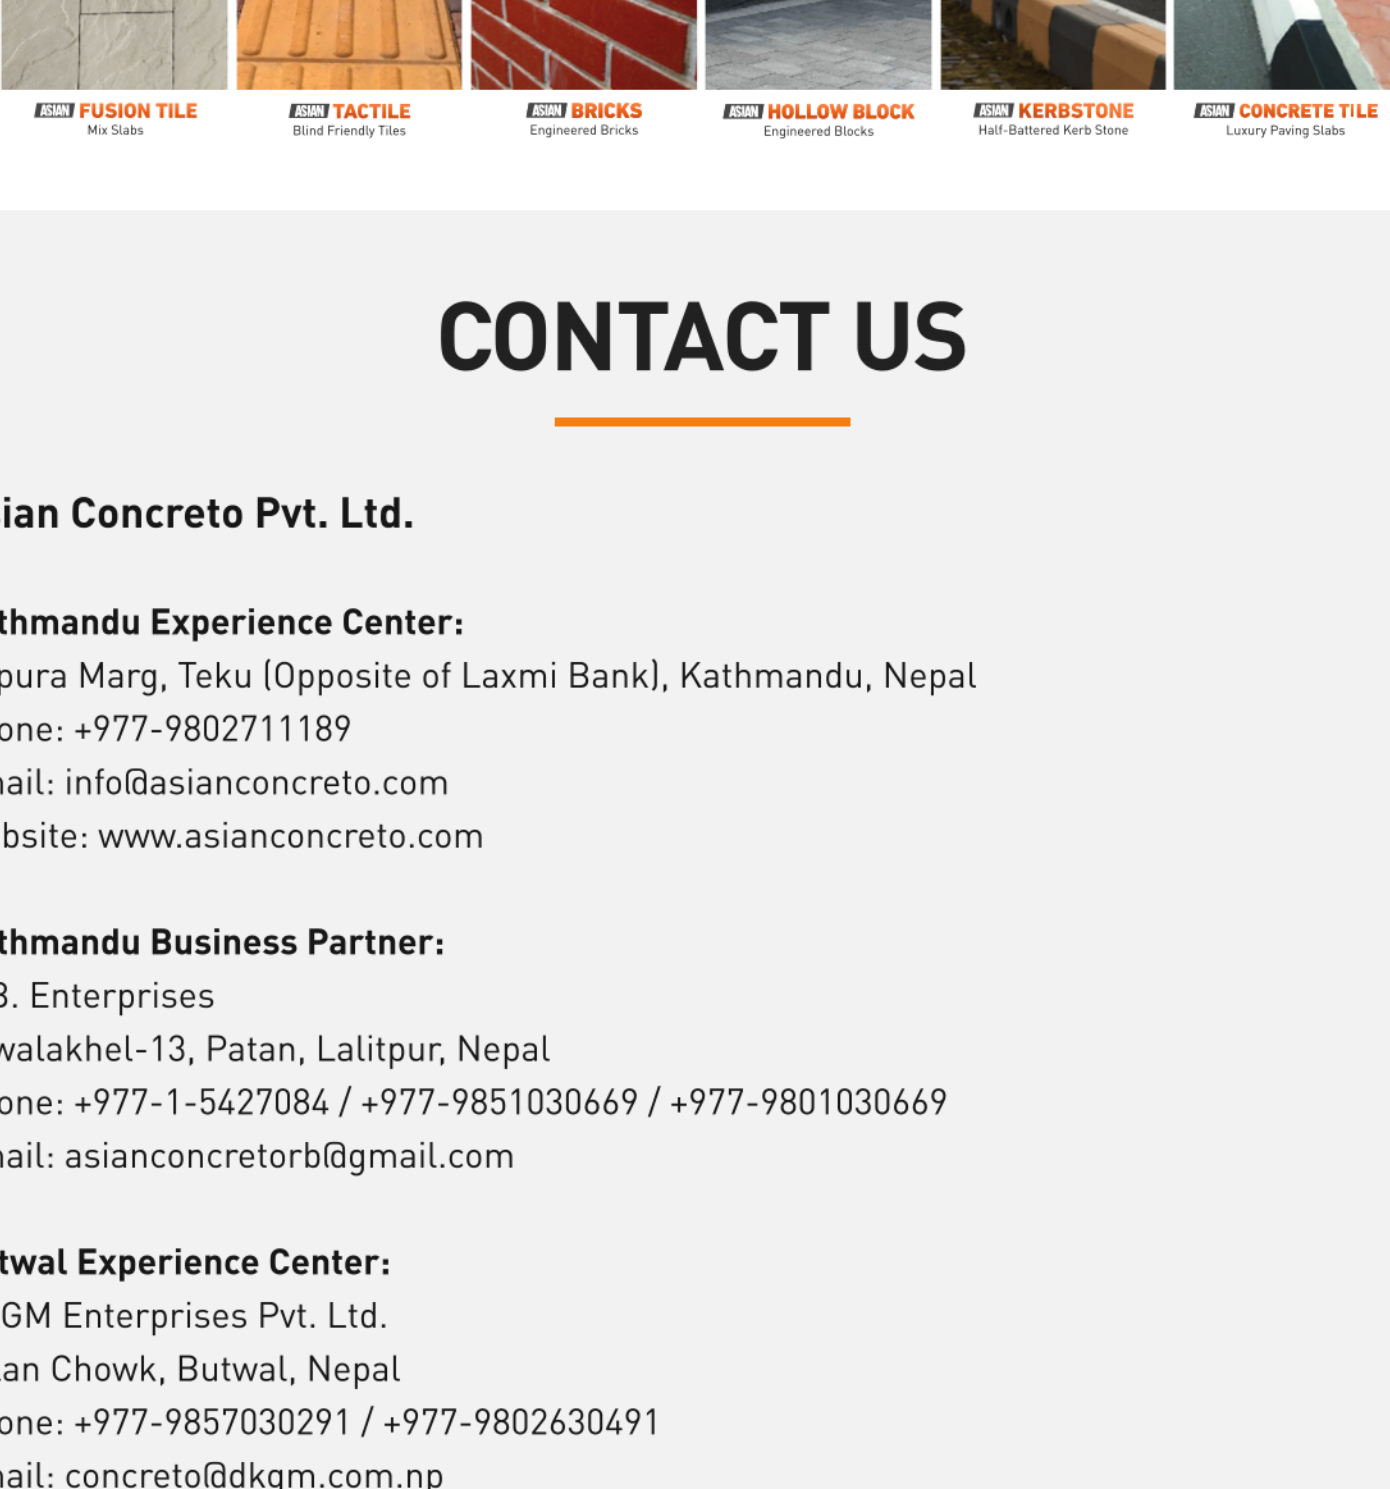 ASIAN FUSION TILE
Mix Slabs
ASIAN TACTILE
Blind Friendly Tiles
ASIAN BRICKS
Engineered Bricks
ASIAN HOLLOW BLOCK
Engineered Blocks
ASIAN KERBSTONE
Half-Battered Kerb Stone
ASIAN CONCRETE TILE
Luxury Paving Slabs
CONTACT US
ian Concreto Pvt. Ltd.
thmandu Experience Center:
pura Marg, Teku (Opposite of Laxmi Bank), Kathmandu, Nepal
one: +977-9802711189
ail: info@asianconcreto.com
bsite: www.asianconcreto.com
thmandu Business Partner:
B. Enterprises
walakhel-13, Patan, Lalitpur, Nepal
one: +977-1-5427084 / +977-9851030669 / +977-9801030669
ail: asianconcretorb@gmail.com
twal Experience Center:
GM Enterprises Pvt. Ltd.
an Chowk, Butwal, Nepal
one: +977-9857030291 / +977-9802630491
ail: concreto@dkgm.com.np